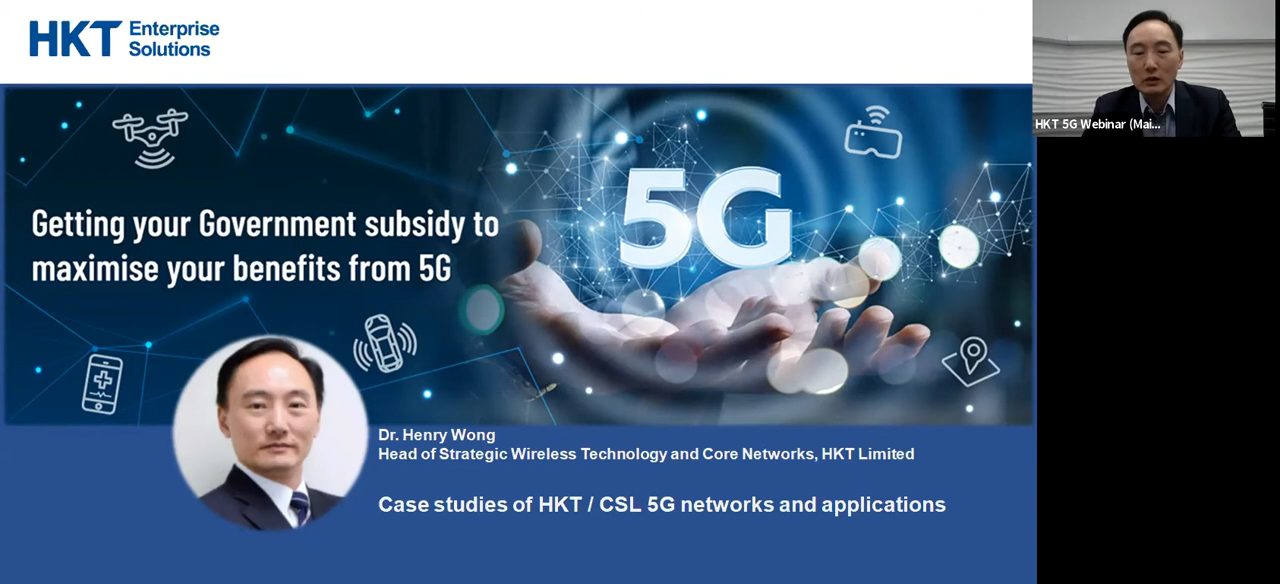 HKT Enterprise
Solutions
HKT 5G Webinar (Mai...
5G
Getting your Government subsidy to
maximise your benefits from 5G
Dr. Henry Wong
Head of Strategic Wireless Technology and Core Networks, HKT Limited
Case studies of HKT / CSL 5G networks and applications